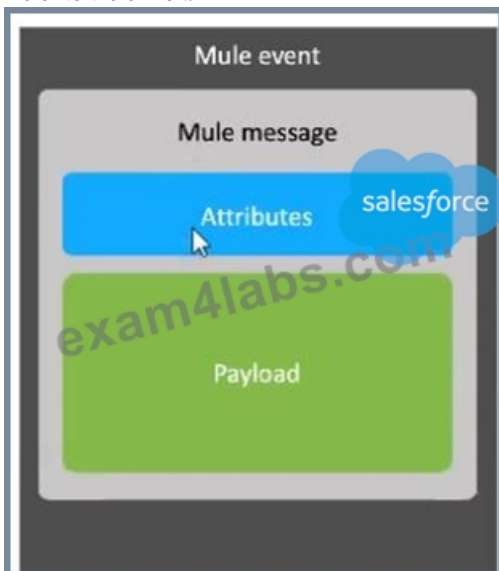 Mule event
Mule message
Attributes
salesforce
exam4labs.com
Payload